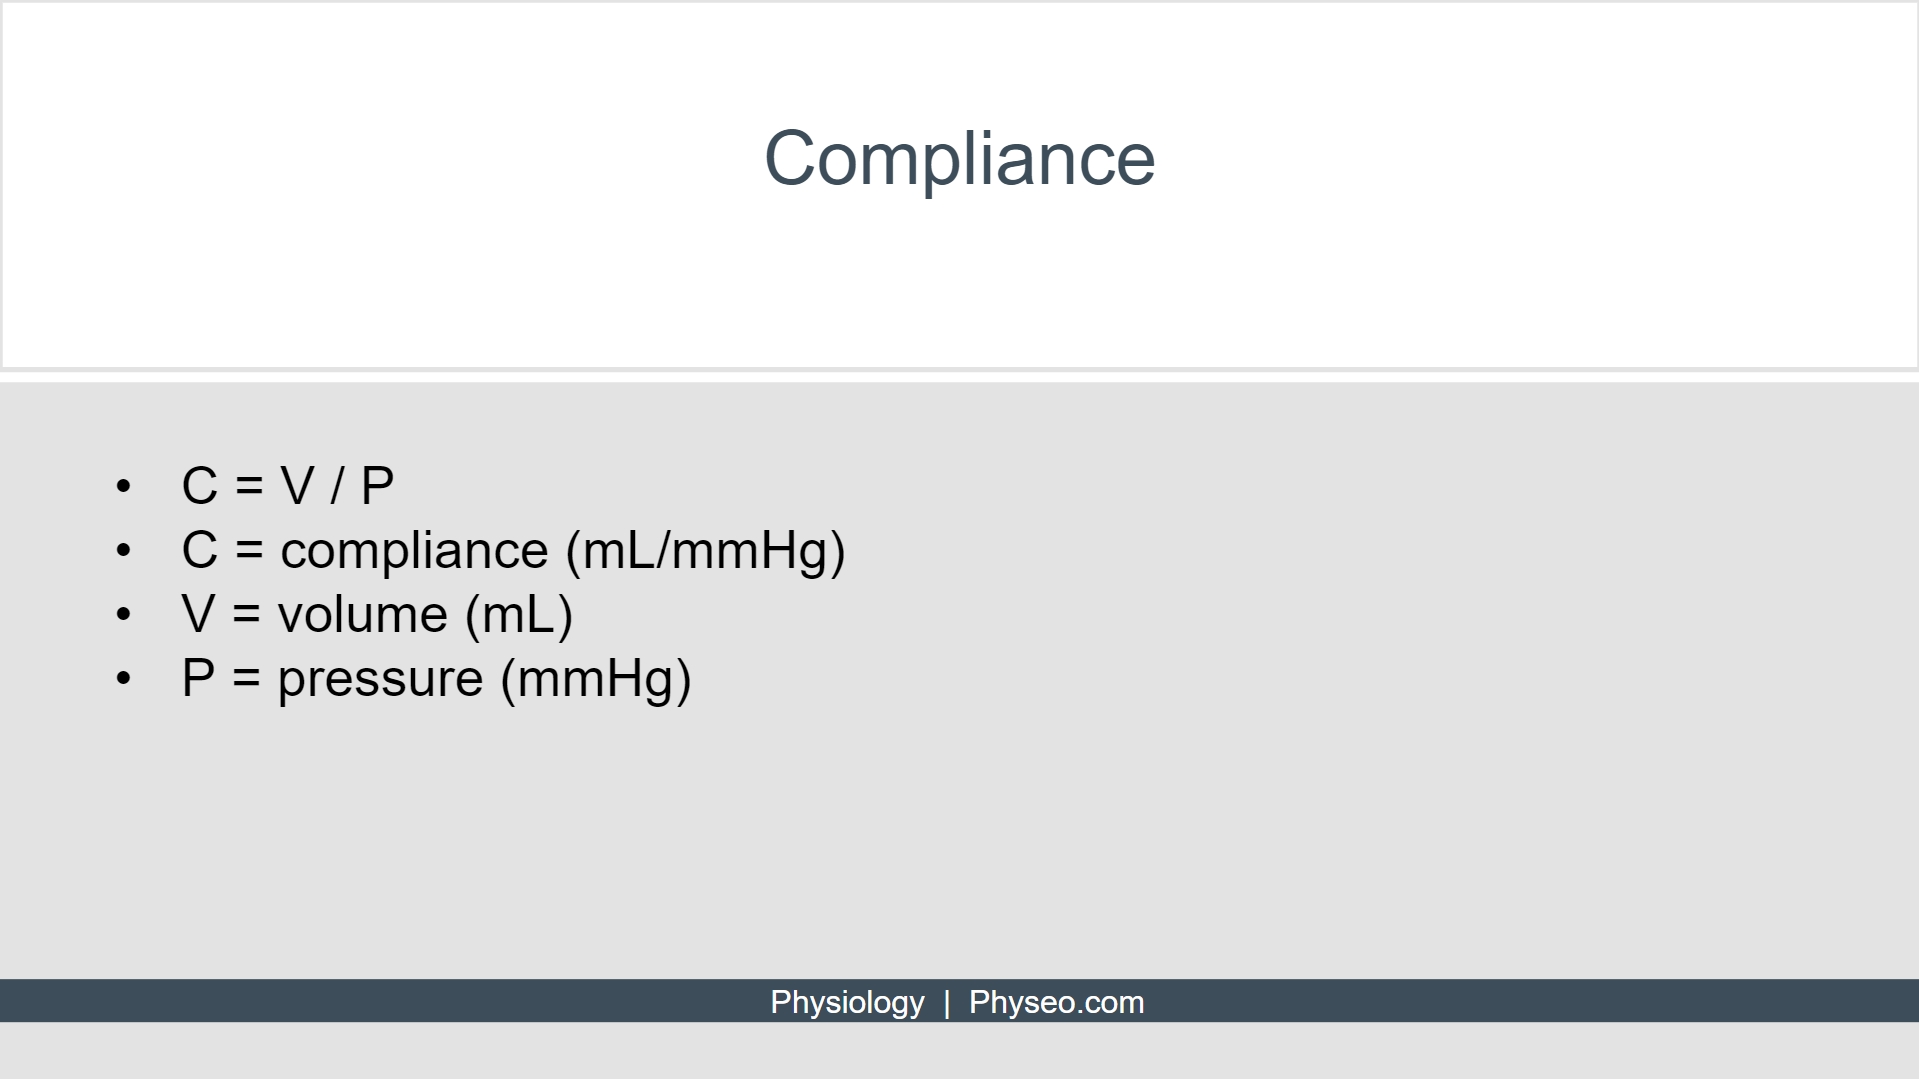 Compliance
• C = V / P
• C = compliance (mL/mmHg)
• V = volume (mL)
• P = pressure (mmHg)
Physiology | Physeo.com